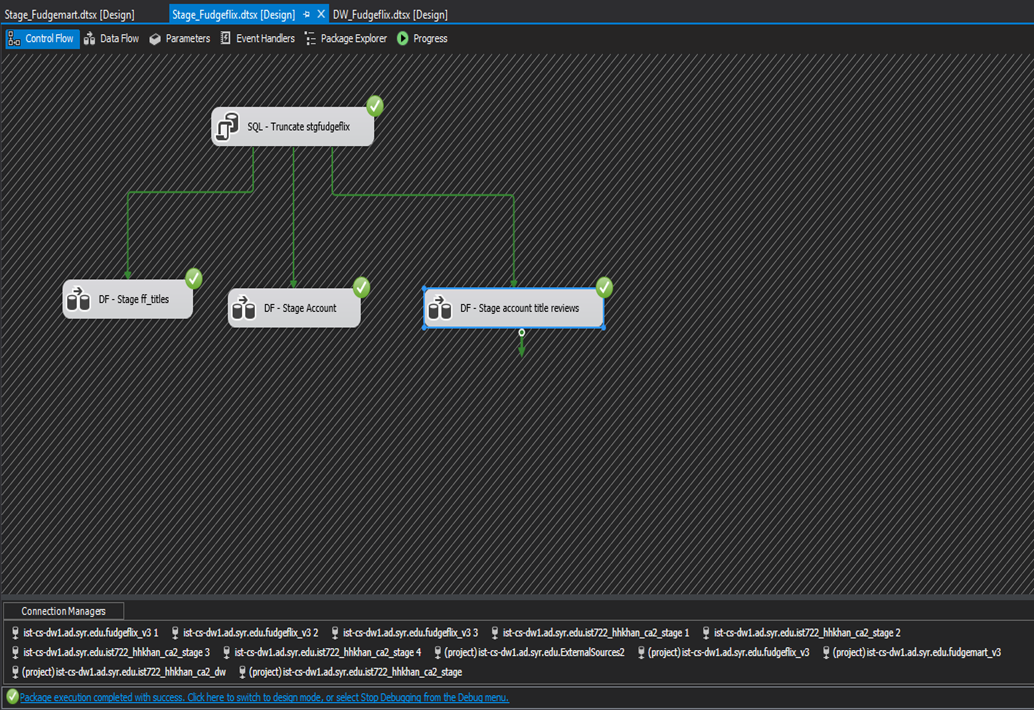 Stage_Fudgemart.dtsx [Design] Stage_Fudgeflix.dtsx [Design] DW_Fudgeflix.dtsx [Design]
Control Flow Data Flow Parameters Event Handlers Package Explorer Progress
SQL - Truncate stgfudgeflix
DF - Stage ff_titles
DF - Stage Account
DF - Stage account title reviews
Connection Managers
ist-cs-dw1.ad.syr.edu.fudgeflix_v3 1 ist-cs-dw1.ad.syr.edu.fudgeflix_v3 2 ist-cs-dw1.ad.syr.edu.fudgeflix_v3 3 ist-cs-dw1.ad.syr.edu.ist722_hhkhan_ca2_stage 1 ist-cs-dw1.ad.syr.edu.ist722_hhkhan_ca2_stage 2
ist-cs-dw1.ad.syr.edu.ist722_hhkhan_ca2_stage 3 ist-cs-dw1.ad.syr.edu.ist722_hhkhan_ca2_stage 4 (project) ist-cs-dw1.ad.syr.edu.ExternalSources2 (project) ist-cs-dw1.ad.syr.edu.fudgeflix_v3 (project) ist-cs-dw1.ad.syr.edu.fudgemart_v3
(project) ist-cs-dw1.ad.syr.edu.ist722_hhkhan_ca2_dw (project) ist-cs-dw1.ad.syr.edu.ist722_hhkhan_ca2_stage
Package execution completed with success. Click here to switch to design mode, or select Stop Debugging from the Debug menu.